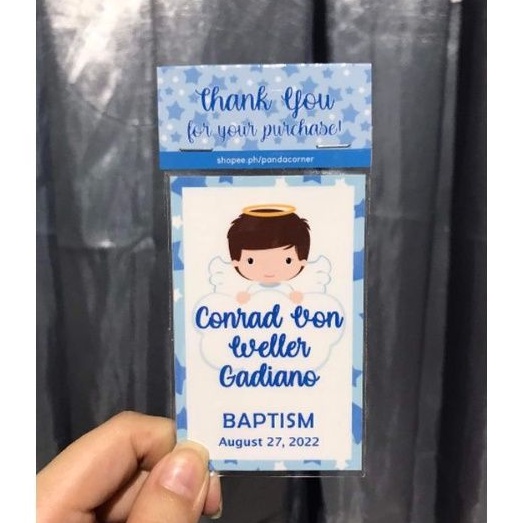 Thank You
for your purchase!
shopee.ph/pandacorner
Conrad Von
Weller
Gadiano
BAPTISM
August 27, 2022